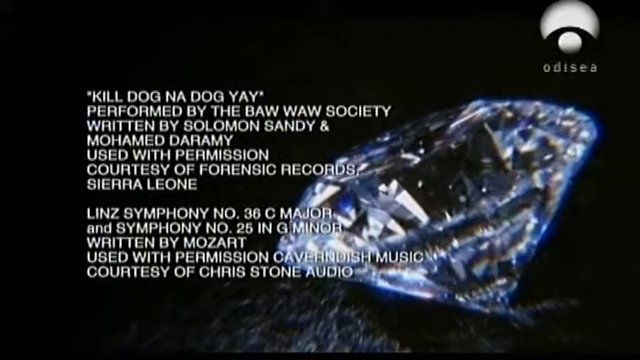 odisea
"KILL DOG NA DOG YAY"
PERFORMED BY THE BAW WAW SOCIETY
WRITTEN BY SOLOMON SANDY &
MOHAMED DARAMY
USED WITH PERMISSION
COURTESY OF FORENSIC RECORDS,
SIERRA LEONE
LINZ SYMPHONY NO. 36 C MAJOR
and SYMPHONY NO. 25 IN G MINOR
WRITTEN BY MOZART
USED WITH PERMISSION CAVERNDISH MUSIC
COURTESY OF CHRIS STONE AUDIO